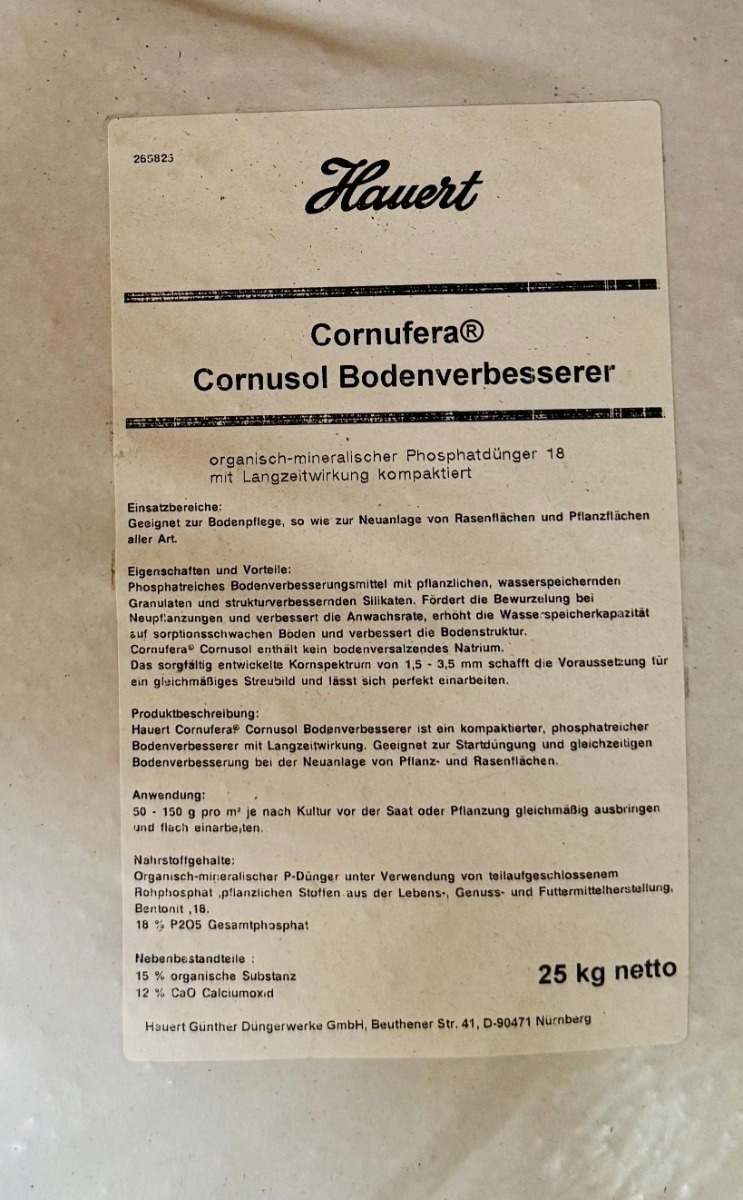 265825
Hauert
Cornufera®
Cornusol Bodenverbesserer
organisch-mineralischer Phosphatdünger 18
mit Langzeitwirkung kompaktiert
Einsatzbereiche:
Geeignet zur Bodenpflege, so wie zur Neuanlage von Rasenflächen und Pflanzflächen
aller Art.
Eigenschaften und Vorteile:
Phosphatreiches Bodenverbesserungsmittel mit pflanzlichen, wasserspeichernden
Granulaten und strukturverbessernden Silikaten. Fördert die Bewurzelung bei
Neupflanzungen und verbessert die Anwachsrate, erhöht die Wasserspeicherkapazität
auf sorptionsschwachen Böden und verbessert die Bodenstruktur.
Cornufera® Cornusol enthält kein bodenversalzendes Natrium.
Das sorgfältig entwickelte Kornspektrum von 1,5 - 3,5 mm schafft die Voraussetzung für
ein gleichmäßiges Streubild und lässt sich perfekt einarbeiten.
Produktbeschreibung:
Hauert Cornufera® Cornusol Bodenverbesserer ist ein kompaktierter, phosphatreicher
Bodenverbesserer mit Langzeitwirkung. Geeignet zur Startdüngung und gleichzeitigen
Bodenverbesserung bei der Neuanlage von Pflanz- und Rasenflächen.
Anwendung:
50 - 150 g pro m² je nach Kultur vor der Saat oder Pflanzung gleichmäßig ausbringen
und flach einarbeiten.
Nährstoffgehalte:
Organisch-mineralischer P-Dünger unter Verwendung von teilaufgeschlossenem
Rohphosphat ,pflanzlichen Stoffen aus der Lebens-, Genuss- und Futtermittelherstellung,
Bentonit ,18.
18 % P2O5 Gesamtphosphat
Nebenbestandteile :
15 % organische Substanz
12 % CaO Calciumoxid
25 kg netto
Hauert Günther Düngerwerke GmbH, Beuthener Str. 41, D-90471 Nürnberg